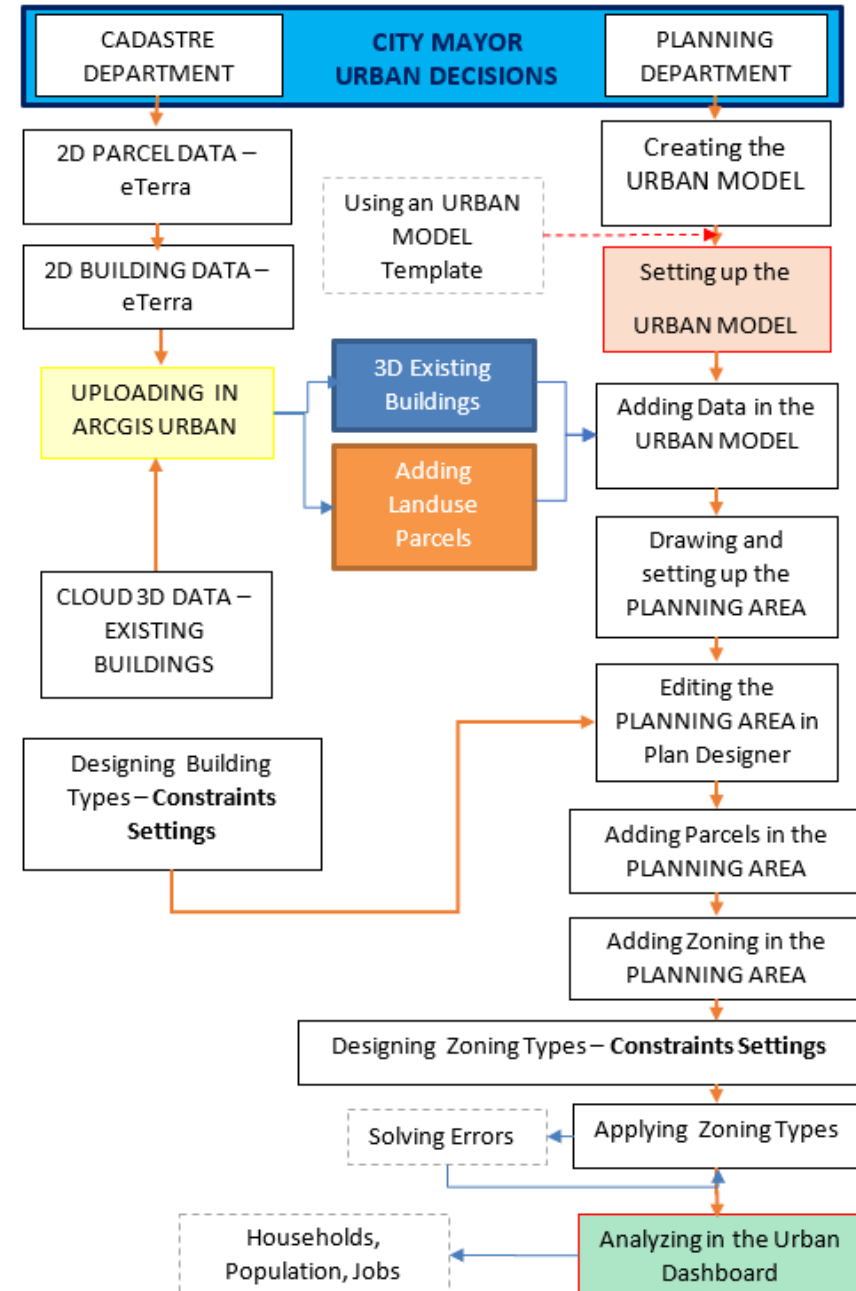 CADASTRE
DEPARTMENT
CITY MAYOR
URBAN DECISIONS
PLANNING
DEPARTMENT
2D PARCEL DATA –
eTerra
Creating the
URBAN MODEL
Using an URBAN
MODEL
Template
2D BUILDING DATA –
eTerra
Setting up the
URBAN MODEL
UPLOADING IN
ARCGIS URBAN
3D Existing
Buildings
Adding Data in the
URBAN MODEL
Adding
Landuse
Parcels
Drawing and
setting up the
PLANNING AREA
CLOUD 3D DATA –
EXISTING
BUILDINGS
Editing the
PLANNING AREA in
Plan Designer
Designing Building
Types – Constraints
Settings
Adding Parcels in the
PLANNING AREA
Adding Zoning in the
PLANNING AREA
Designing Zoning Types – Constraints Settings
Solving Errors
Applying Zoning Types
Households,
Population, Jobs
Analyzing in the Urban
Dashboard